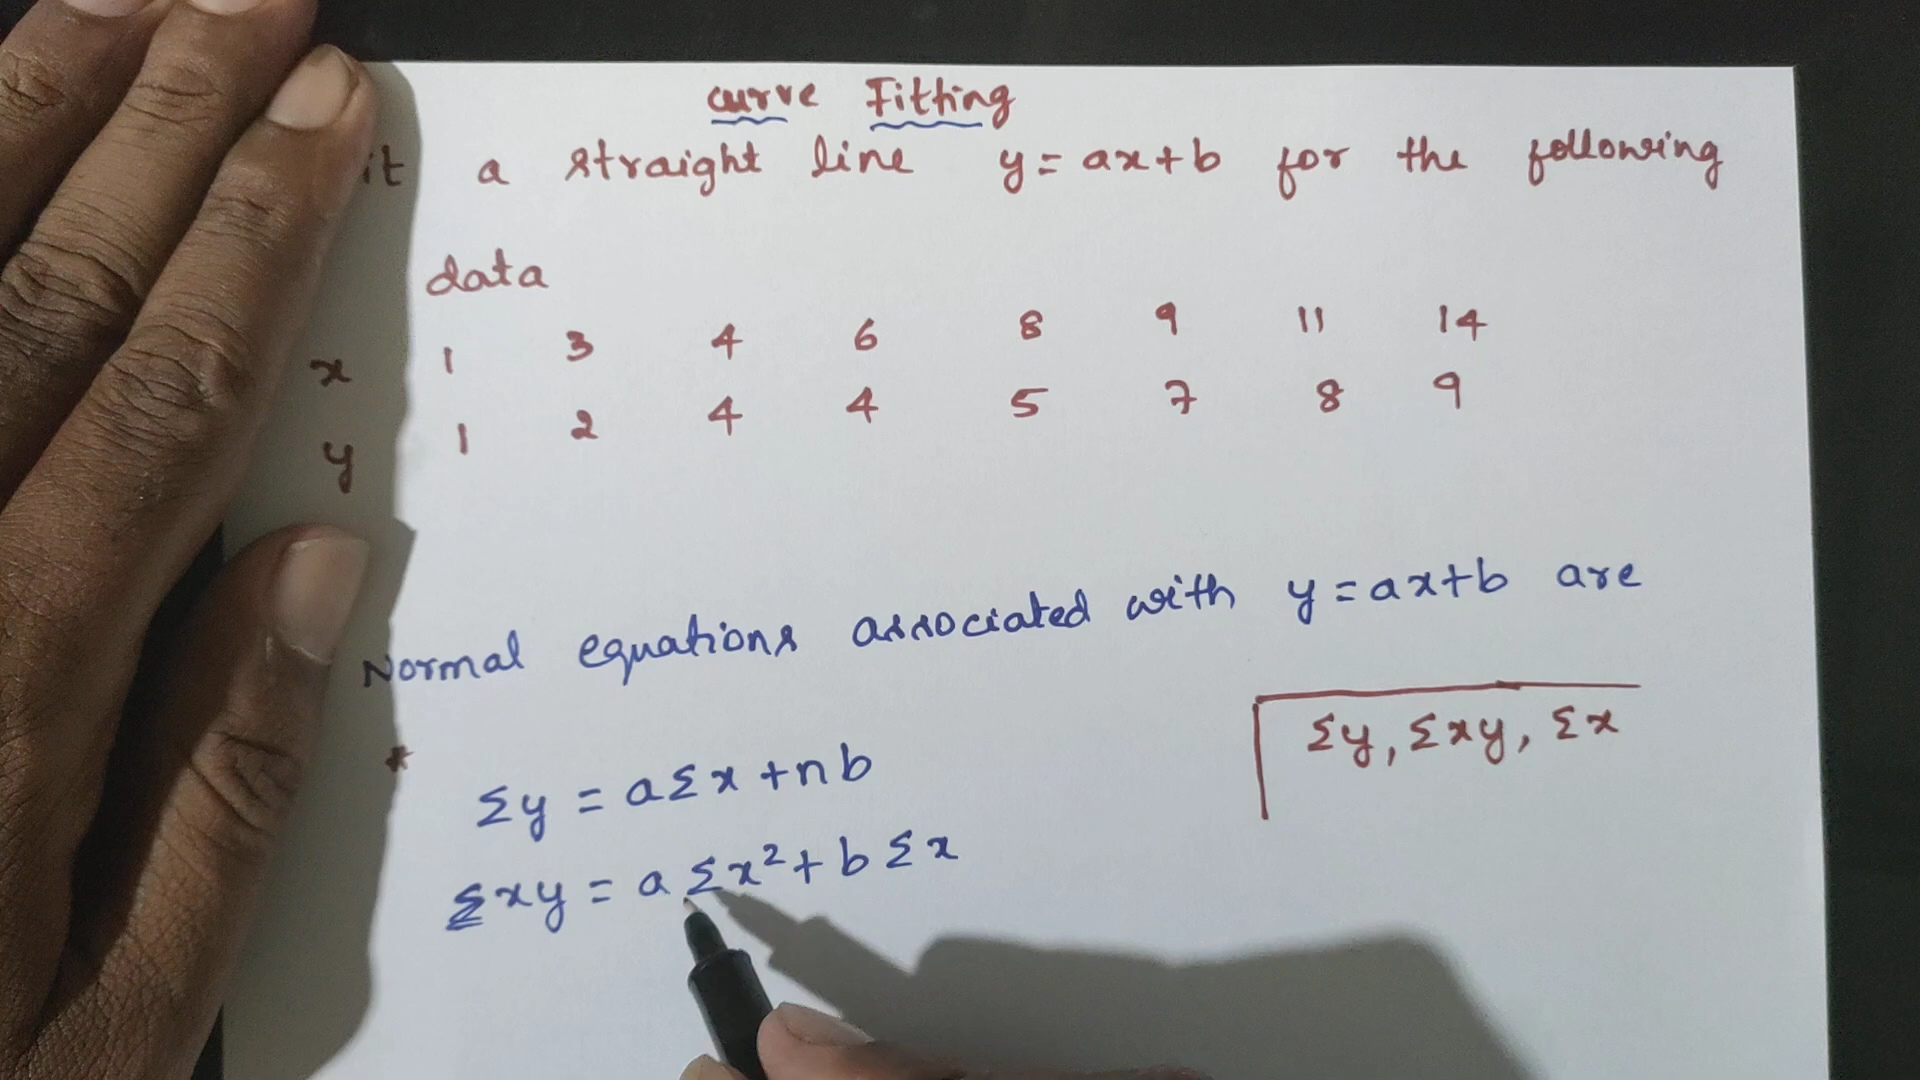 curve Fitting
it a straight line y = ax+b for the following
data
x 1 3 4 6 8 9 11 14
y 1 2 4 4 5 7 8 9
Normal equations associated with y = ax+b are
* Σy = aΣx + nb
Σy, Σxy, Σx
Σxy = aΣx² + bΣx